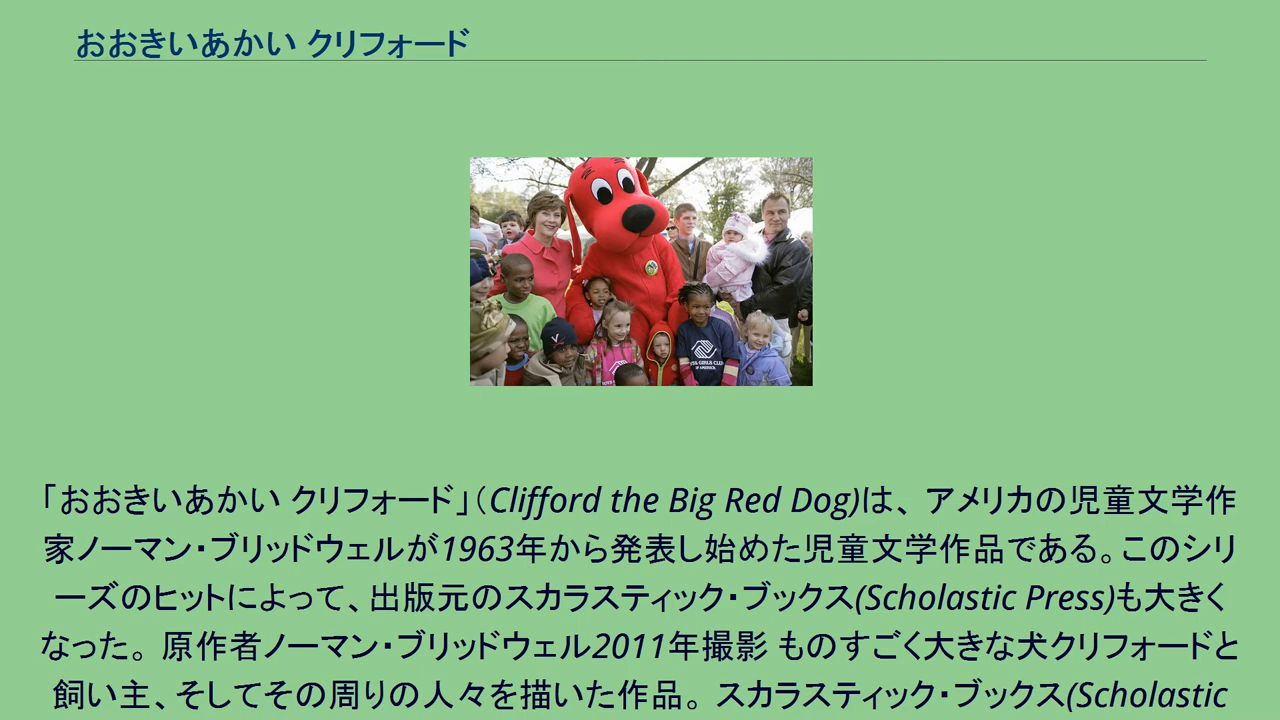 おおきいあかい クリフォード
「おおきいあかい クリフォード」（Clifford the Big Red Dog)は、 アメリカの児童文学作
家ノーマン・ブリッドウェルが1963年から発表し始めた児童文学作品である。このシリ
ーズのヒットによって、出版元のスカラスティック・ブックス(Scholastic Press)も大きく
なった。 原作者ノーマン・ブリッドウェル2011年撮影 ものすごく大きな犬クリフォードと
飼い主、そしてその周りの人々を描いた作品。 スカラスティック・ブックス(Scholastic